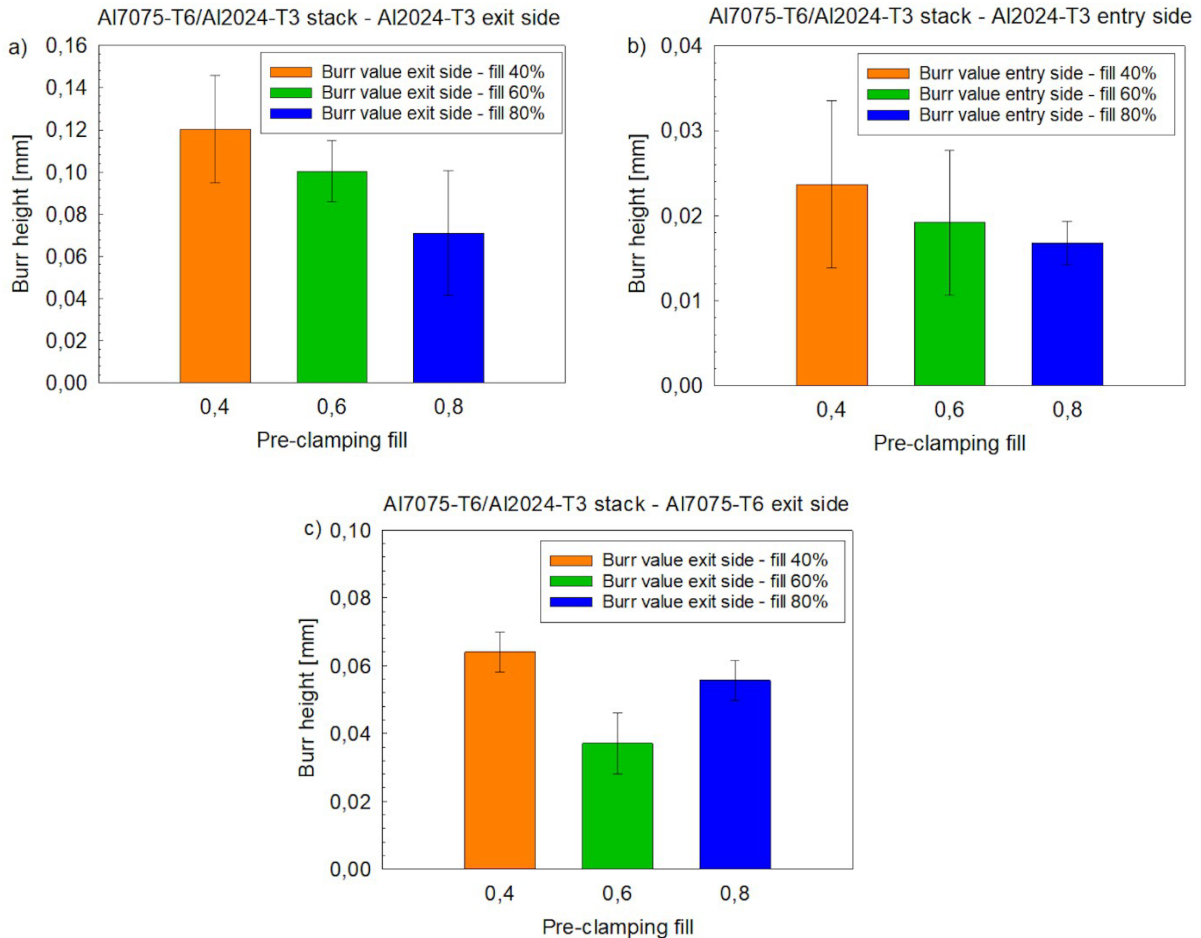 Al7075-T6/Al2024-T3 stack - Al2024-T3 exit side
a)
Burr value exit side - fill 40%
Burr value exit side - fill 60%
Burr value exit side - fill 80%
Burr height [mm]
0,16
0,14
0,12
0,10
0,08
0,06
0,04
0,02
0,00
0,4 0,6 0,8
Pre-clamping fill
Al7075-T6/Al2024-T3 stack - Al2024-T3 entry side
b)
Burr value entry side - fill 40%
Burr value entry side - fill 60%
Burr value entry side - fill 80%
Burr height [mm]
0,04
0,03
0,02
0,01
0,00
0,4 0,6 0,8
Pre-clamping fill
Al7075-T6/Al2024-T3 stack - Al7075-T6 exit side
c)
Burr value exit side - fill 40%
Burr value exit side - fill 60%
Burr value exit side - fill 80%
Burr height [mm]
0,10
0,08
0,06
0,04
0,02
0,00
0,4 0,6 0,8
Pre-clamping fill